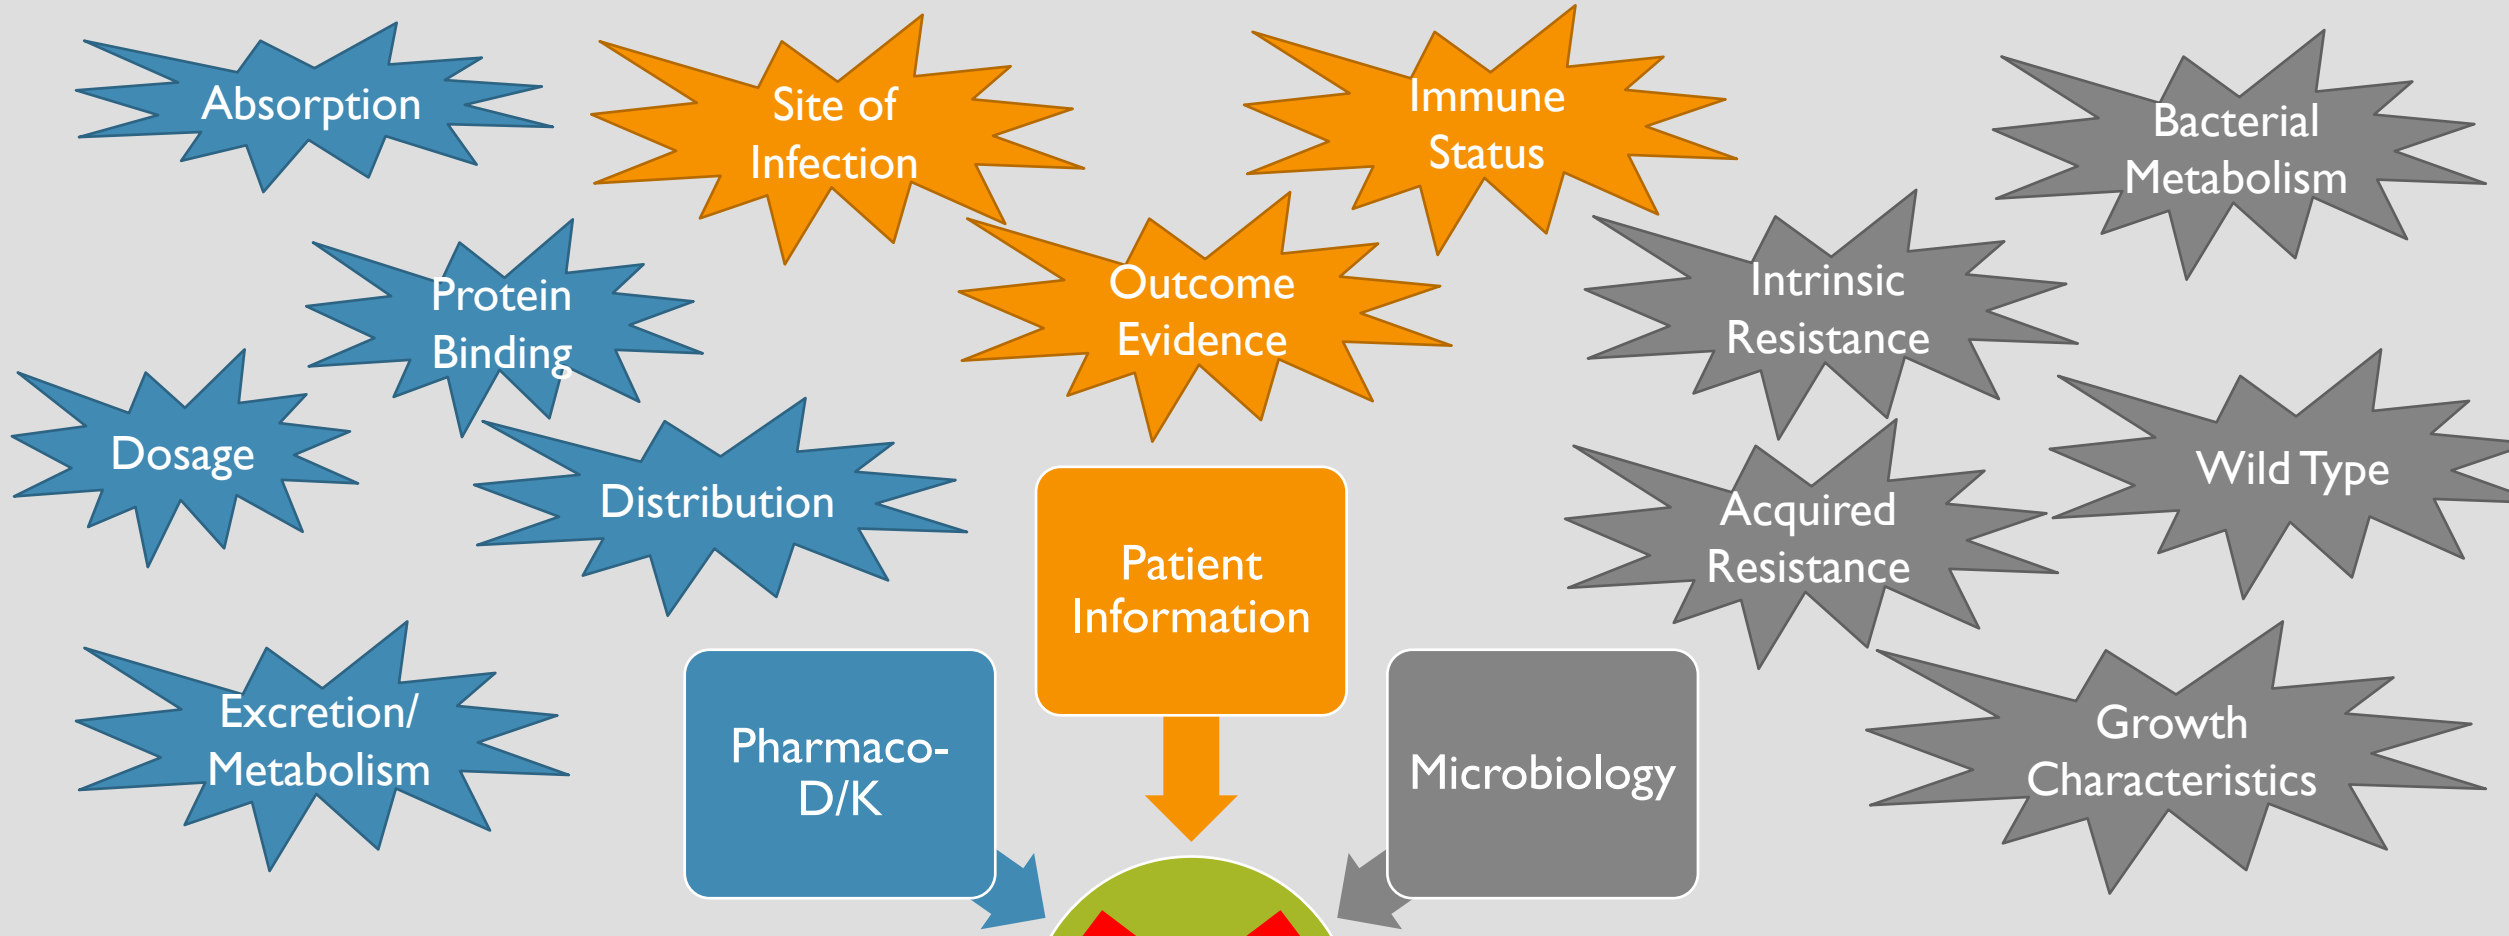 Absorption
Site of
Infection
Immune
Status
Bacterial
Metabolism
Protein
Binding
Outcome
Evidence
Intrinsic
Resistance
Dosage
Distribution
Acquired
Resistance
Wild Type
Patient
Information
Excretion/
Metabolism
Pharmaco-
D/K
Microbiology
Growth
Characteristics